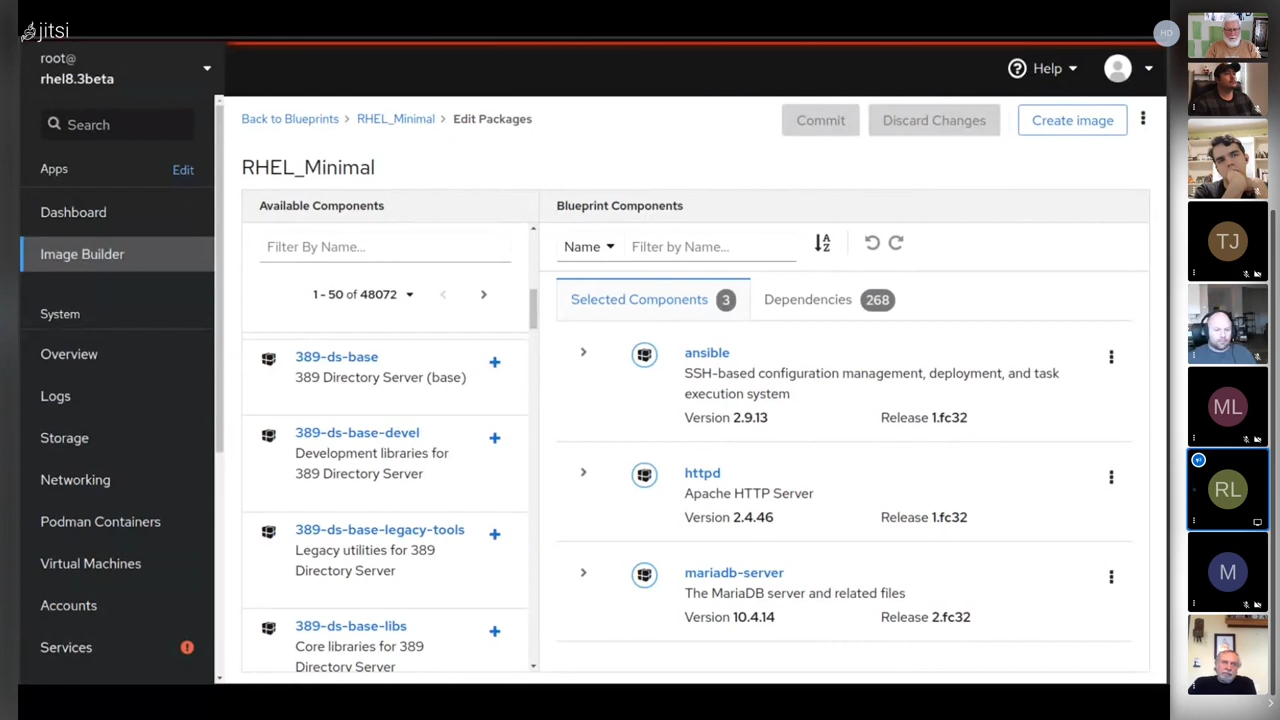 jitsi
HD
root@
rhel8.3beta
Help
Search
Back to Blueprints > RHEL_Minimal > Edit Packages
Commit
Discard Changes
Create image
Apps
Edit
RHEL_Minimal
Dashboard
Image Builder
System
Overview
Logs
Storage
Networking
Podman Containers
Virtual Machines
Accounts
Services
Available Components
Filter By Name...
1 - 50 of 48072
389-ds-base
389 Directory Server (base)
389-ds-base-devel
Development libraries for
389 Directory Server
389-ds-base-legacy-tools
Legacy utilities for 389
Directory Server
389-ds-base-libs
Core libraries for 389
Directory Server
Blueprint Components
Name
Filter by Name...
A
Z
Selected Components 3
Dependencies 268
ansible
SSH-based configuration management, deployment, and task
execution system
Version 2.9.13 Release 1.fc32
httpd
Apache HTTP Server
Version 2.4.46 Release 1.fc32
mariadb-server
The MariaDB server and related files
Version 10.4.14 Release 2.fc32
TJ
ML
RL
M